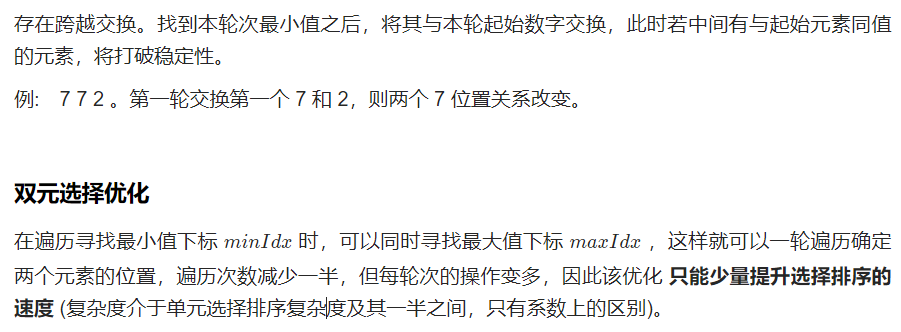 存在跨越交换。找到本轮次最小值之后，将其与本轮起始数字交换，此时若中间有与起始元素同值
的元素，将打破稳定性。
例: 7 7 2 。第一轮交换第一个 7 和 2，则两个 7 位置关系改变。
双元选择优化
在遍历寻找最小值下标 minIdx 时，可以同时寻找最大值下标 maxIdx ，这样就可以一轮遍历确定
两个元素的位置，遍历次数减少一半，但每轮次的操作变多，因此该优化 只能少量提升选择排序的
速度 (复杂度介于单元选择排序复杂度及其一半之间，只有系数上的区别)。